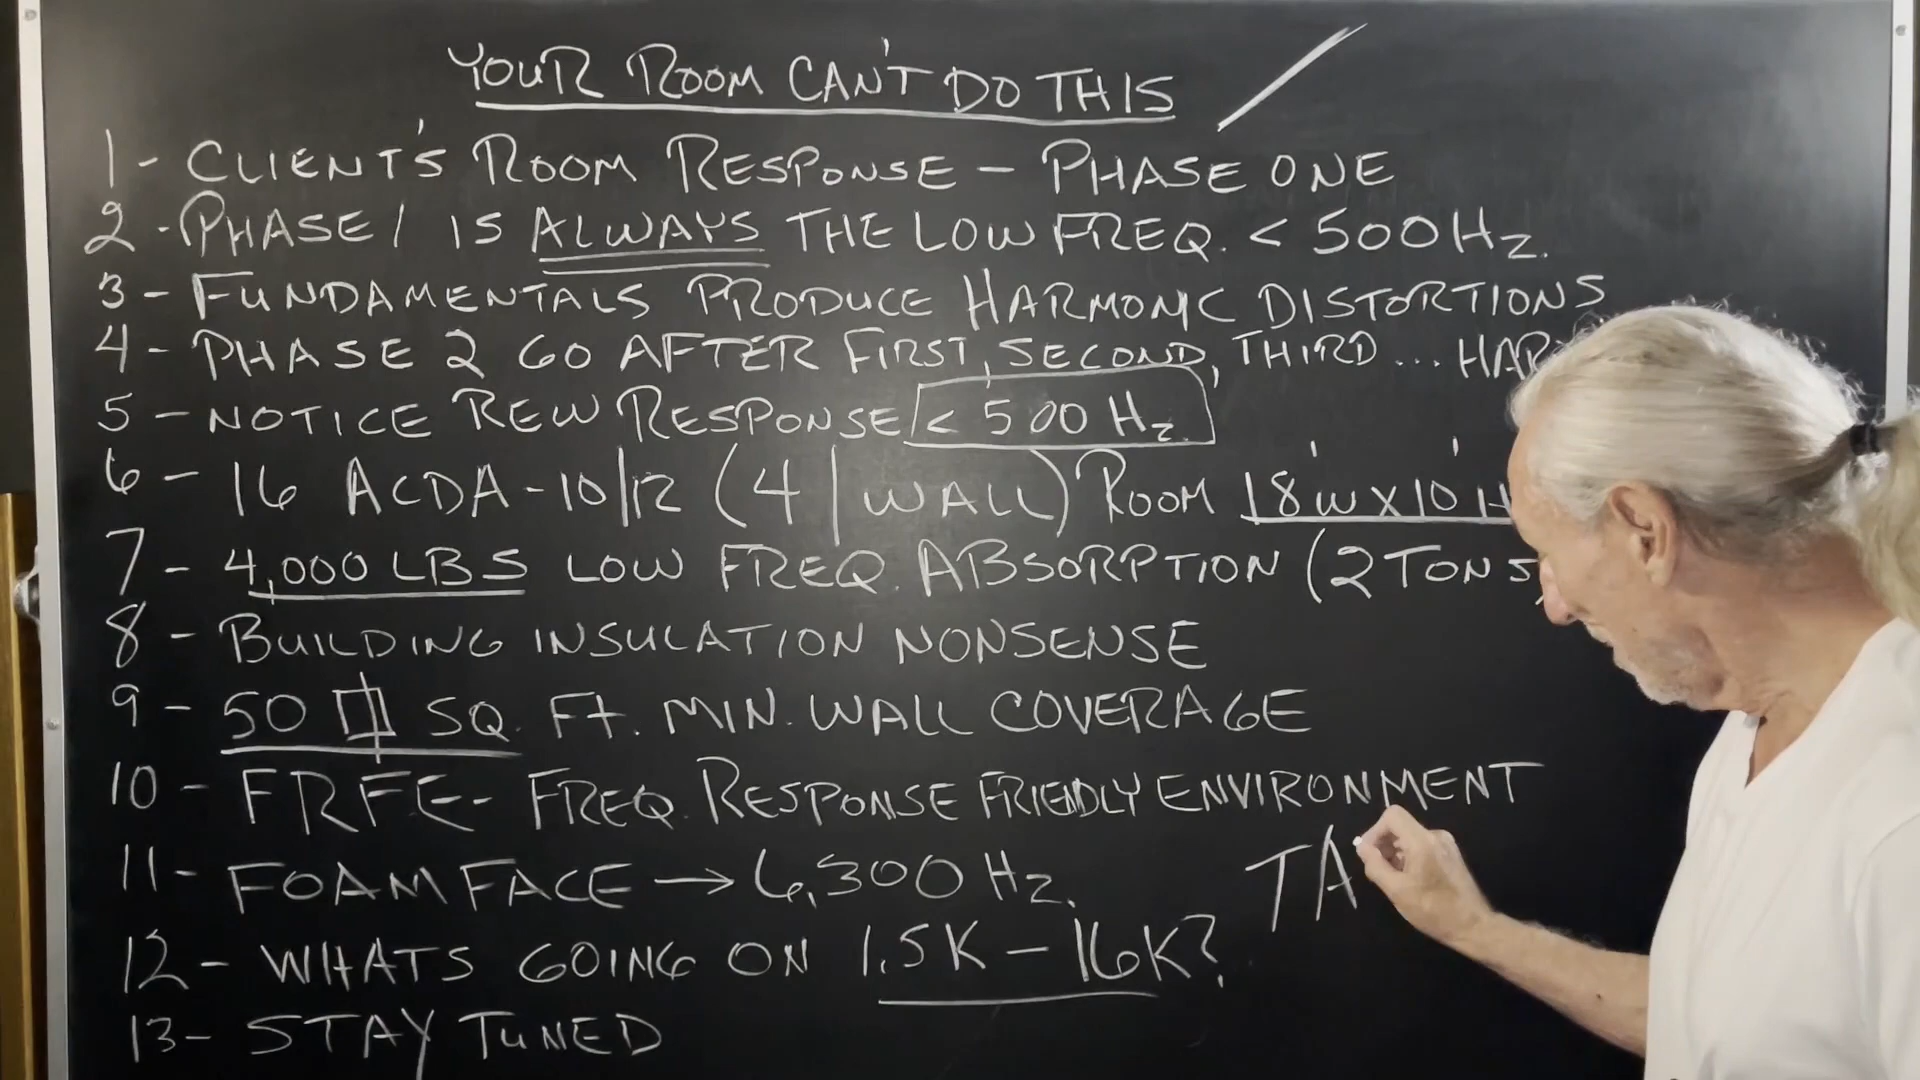 YOUR ROOM CAN'T DO THIS
1- CLIENT'S ROOM RESPONSE - PHASE ONE
2 - PHASE 1 IS ALWAYS THE LOW FREQ. < 500 Hz.
3 - FUNDAMENTALS PRODUCE HARMONIC DISTORTIONS
4 - PHASE 2 GO AFTER FIRST, SECOND, THIRD ... HAR
5 - NOTICE REW RESPONSE < 500 Hz.
6 - 16 ACDA-10/12 (4/WALL) ROOM 18'W X 10' H
7 - 4,000 LBS LOW FREQ. ABSORPTION (2 TONS
8 - BUILDING INSULATION NONSENSE
9 - 50 SQ. FT. MIN. WALL COVERAGE
10 - FRFE- FREQ. RESPONSE FRIENDLY ENVIRONMENT
11- FOAM FACE → 6,300 Hz.
TA
12 - WHATS GOING ON 1.5K - 16K?
13- STAY TUNED